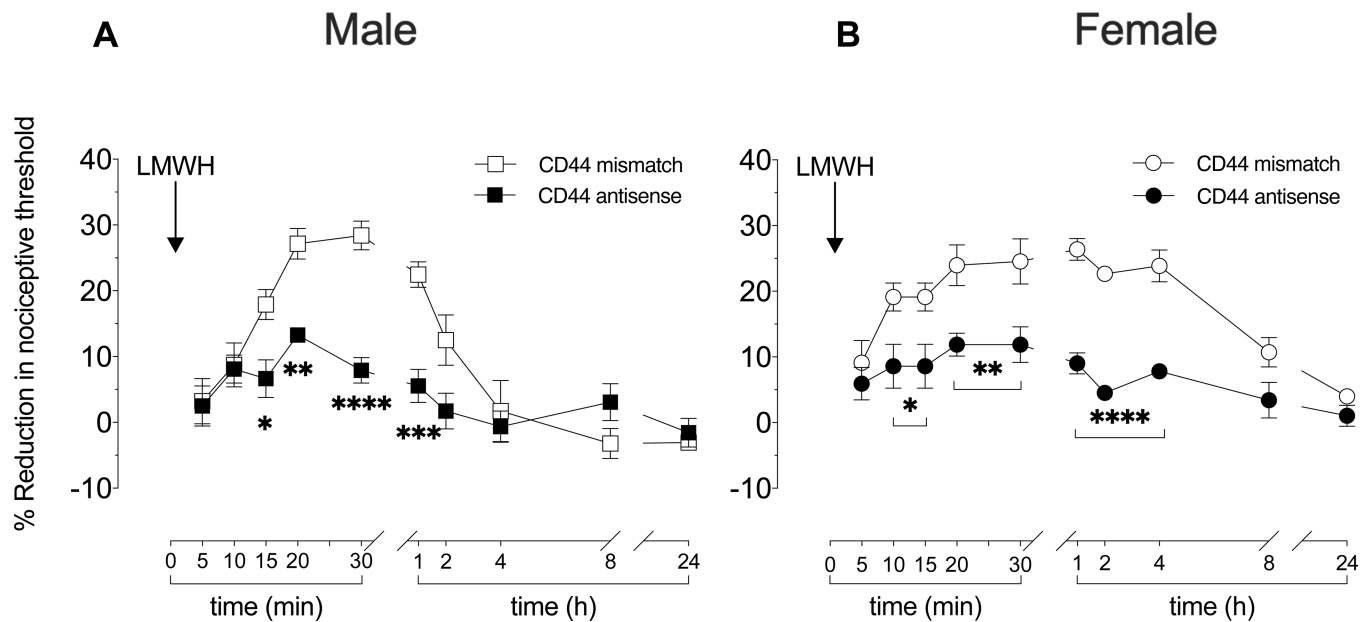 A Male
B Female
% Reduction in nociceptive threshold
40
30
20
10
0
-10
LMWH
CD44 mismatch
CD44 antisense
*
**
****
***
0 5 10 15 20 30
time (min)
1 2 4 8 24
time (h)
40
30
20
10
0
-10
LMWH
CD44 mismatch
CD44 antisense
*
**
****
0 5 10 15 20 30
time (min)
1 2 4 8 24
time (h)